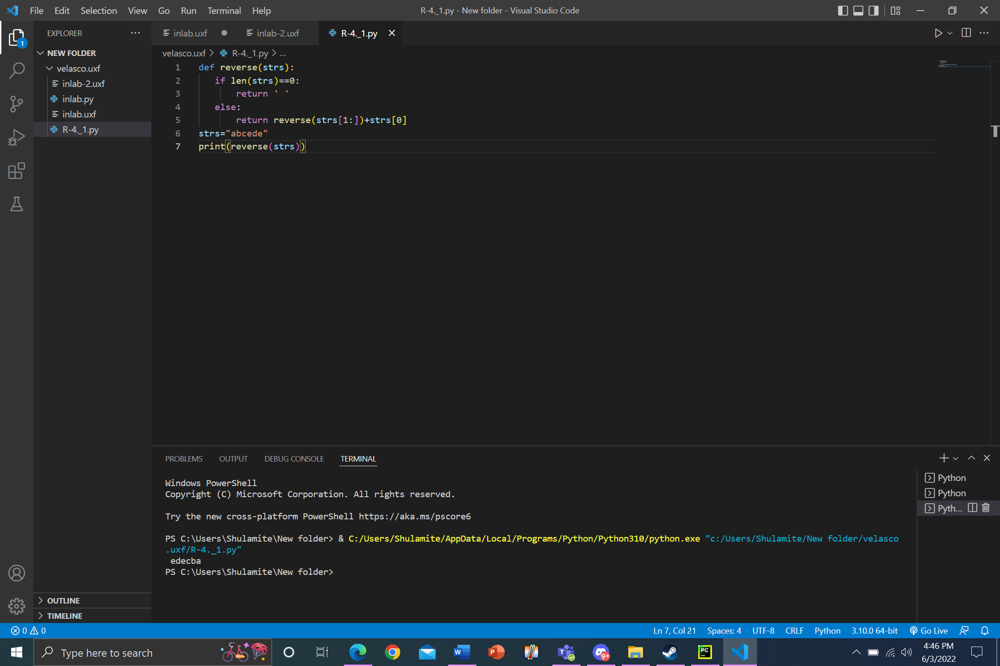 File Edit Selection View Go Run Terminal Help
R-4._1.py - New folder - Visual Studio Code
1
EXPLORER
NEW FOLDER
velasco.uxf
inlab-2.uxf
inlab.py
inlab.uxf
R-4._1.py
OUTLINE
TIMELINE
inlab.uxf inlab-2.uxf R-4._1.py
velasco.uxf > R-4._1.py > ...
1 def reverse(strs):
2 if len(strs)==0:
3 return ' '
4 else:
5 return reverse(strs[1:])+strs[0]
6 strs="abcede"
7 print(reverse(strs))
PROBLEMS OUTPUT DEBUG CONSOLE TERMINAL
Windows PowerShell
Copyright (C) Microsoft Corporation. All rights reserved.
Try the new cross-platform PowerShell https://aka.ms/pscore6
PS C:\Users\Shulamite\New folder> & C:/Users/Shulamite/AppData/Local/Programs/Python/Python310/python.exe "c:/Users/Shulamite/New folder/velasco
.uxf/R-4._1.py"
edecba
PS C:\Users\Shulamite\New folder>
Python
Python
Pyth...
0 0
Ln 7, Col 21 Spaces: 4 UTF-8 CRLF Python 3.10.0 64-bit Go Live
Type here to search
W
P
T
9+
PC
4:46 PM
6/3/2022